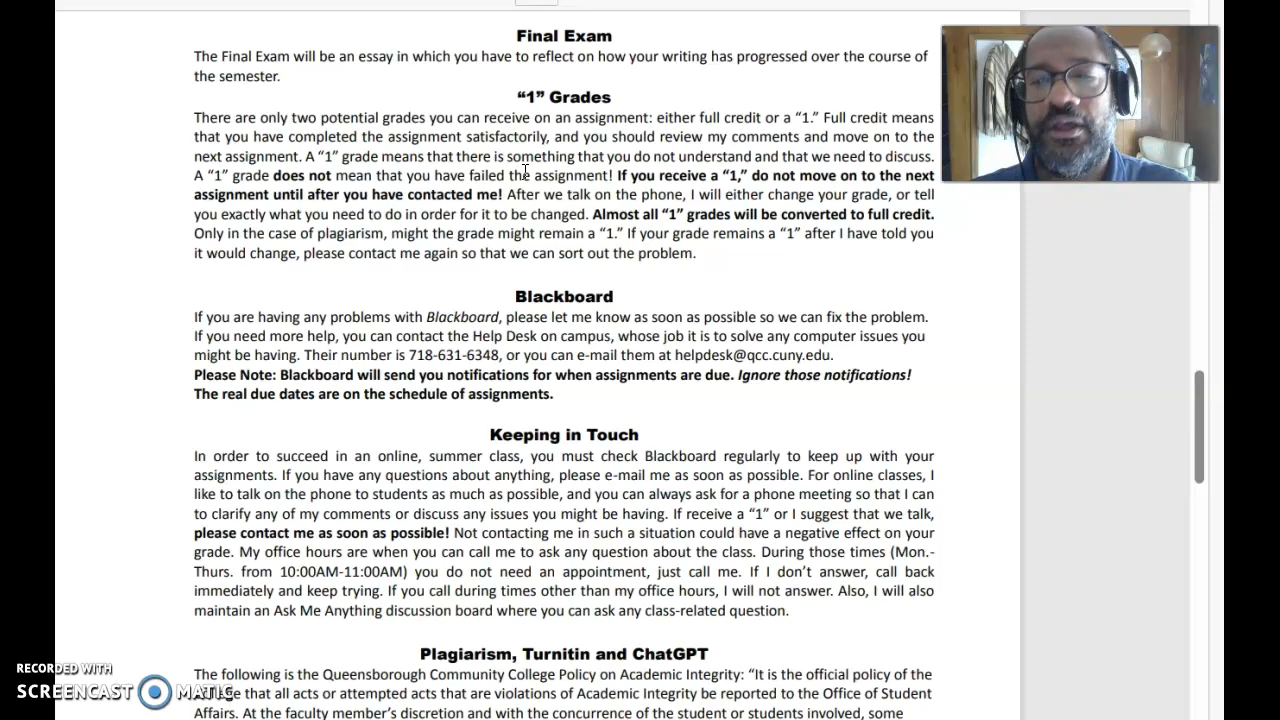 Final Exam
The Final Exam will be an essay in which you have to reflect on how your writing has progressed over the course of
the semester.
“1” Grades
There are only two potential grades you can receive on an assignment: either full credit or a “1.” Full credit means
that you have completed the assignment satisfactorily, and you should review my comments and move on to the
next assignment. A “1” grade means that there is something that you do not understand and that we need to discuss.
A “1” grade does not mean that you have failed the assignment! If you receive a “1,” do not move on to the next
assignment until after you have contacted me! After we talk on the phone, I will either change your grade, or tell
you exactly what you need to do in order for it to be changed. Almost all “1” grades will be converted to full credit.
Only in the case of plagiarism, might the grade might remain a “1.” If your grade remains a “1” after I have told you
it would change, please contact me again so that we can sort out the problem.
Blackboard
If you are having any problems with Blackboard, please let me know as soon as possible so we can fix the problem.
If you need more help, you can contact the Help Desk on campus, whose job it is to solve any computer issues you
might be having. Their number is 718-631-6348, or you can e-mail them at helpdesk@qcc.cuny.edu.
Please Note: Blackboard will send you notifications for when assignments are due. Ignore those notifications!
The real due dates are on the schedule of assignments.
Keeping in Touch
In order to succeed in an online, summer class, you must check Blackboard regularly to keep up with your
assignments. If you have any questions about anything, please e-mail me as soon as possible. For online classes, I
like to talk on the phone to students as much as possible, and you can always ask for a phone meeting so that I can
to clarify any of my comments or discuss any issues you might be having. If receive a “1” or I suggest that we talk,
please contact me as soon as possible! Not contacting me in such a situation could have a negative effect on your
grade. My office hours are when you can call me to ask any question about the class. During those times (Mon.-
Thurs. from 10:00AM-11:00AM) you do not need an appointment, just call me. If I don’t answer, call back
immediately and keep trying. If you call during times other than my office hours, I will not answer. Also, I will also
maintain an Ask Me Anything discussion board where you can ask any class-related question.
Plagiarism, Turnitin and ChatGPT
The following is the Queensborough Community College Policy on Academic Integrity: “It is the official policy of the
that all acts or attempted acts that are violations of Academic Integrity be reported to the Office of Student
Affairs. At the faculty member’s discretion and with the concurrence of the student or students involved, some
RECORDED WITH
SCREENCAST MATIC